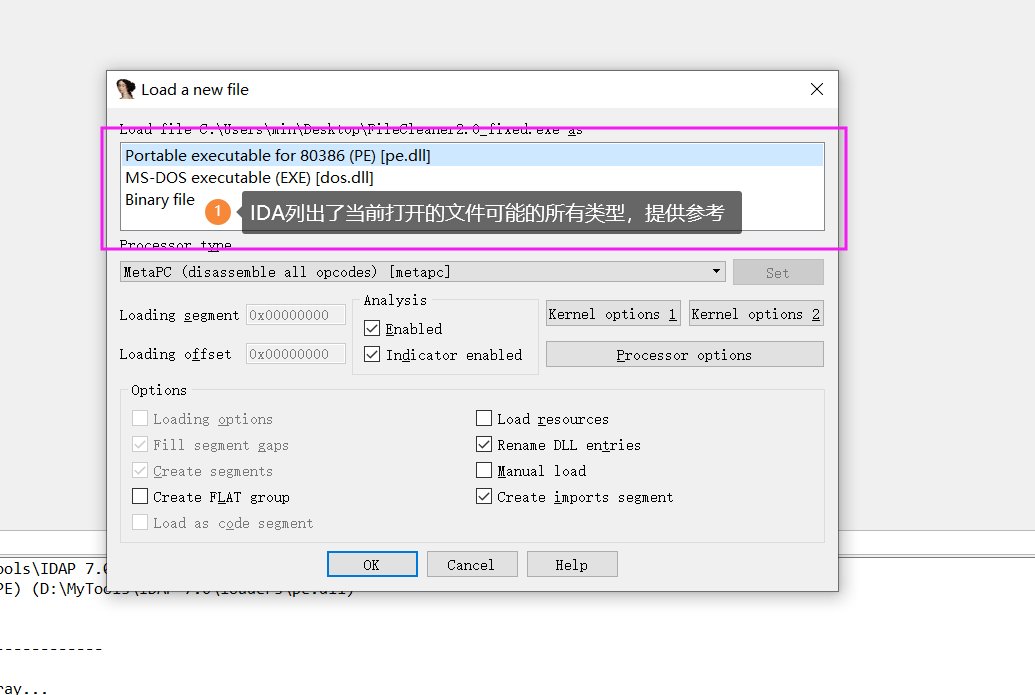 Load a new file
Load file C:\Users\min\Desktop\FileCleaner2.0_fixed.exe as
Portable executable for 80386 (PE) [pe.dll]
MS-DOS executable (EXE) [dos.dll]
Binary file
1 IDA列出了当前打开的文件可能的所有类型，提供参考
Processor type
MetaPC (disassemble all opcodes) [metapc]
Set
Loading segment 0x00000000
Loading offset 0x00000000
Analysis
Enabled
Indicator enabled
Kernel options 1
Kernel options 2
Processor options
Options
Loading options
Fill segment gaps
Create segments
Create FLAT group
Load as code segment
Load resources
Rename DLL entries
Manual load
Create imports segment
OK
Cancel
Help
ools\IDAP 7.0
PE) (D:\MyTools\IDAP 7.0\loaders\pe.dll)
------------
ray...